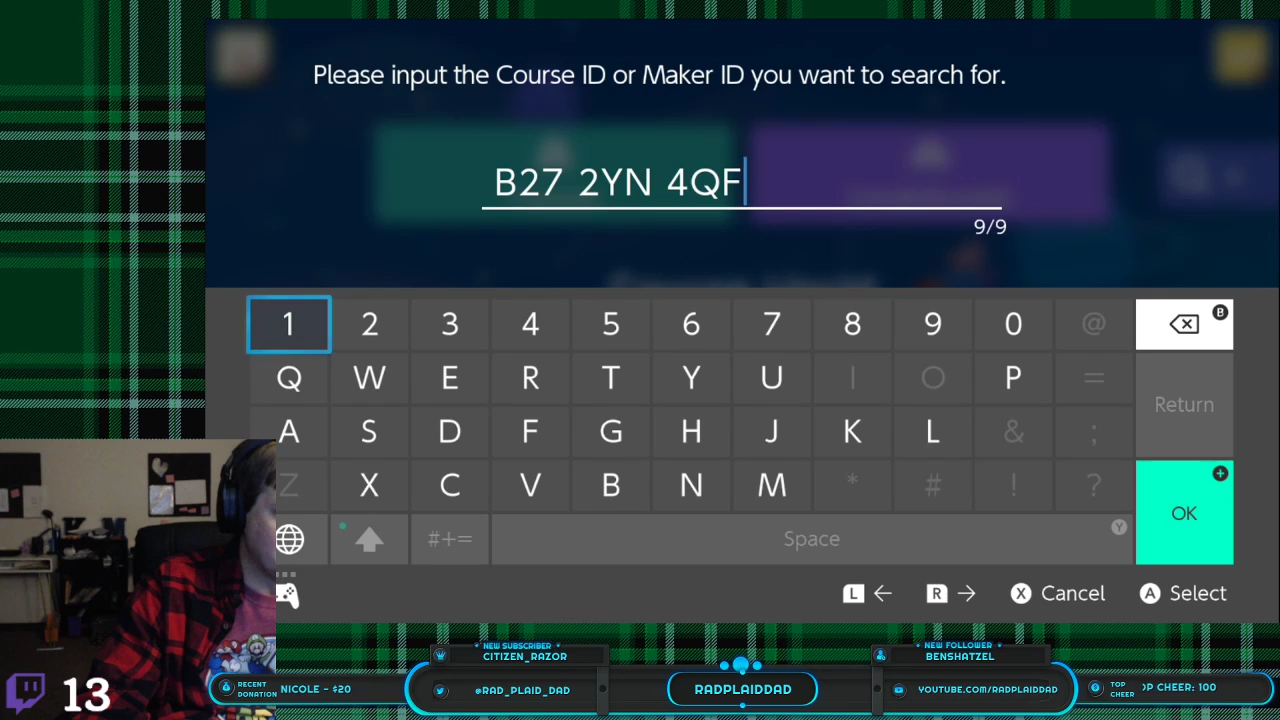 Please input the Course ID or Maker ID you want to search for.
B27 2YN 4QF
9/9
1 2 3 4 5 6 7 8 9 0 @ B
Q W E R T Y U I O P = Return
A S D F G H J K L & ;
Z X C V B N M * # ! ? + OK
#+= Space Y
L ← R → X Cancel A Select
NEW SUBSCRIBER
CITIZEN_RAZOR
NEW FOLLOWER
BENSHATZEL
13
RECENT DONATION
NICOLE - $20
@RAD_PLAID_DAD
RADPLAIDDAD
YOUTUBE.COM/RADPLAIDDAD
TOP CHEER
OP CHEER: 100